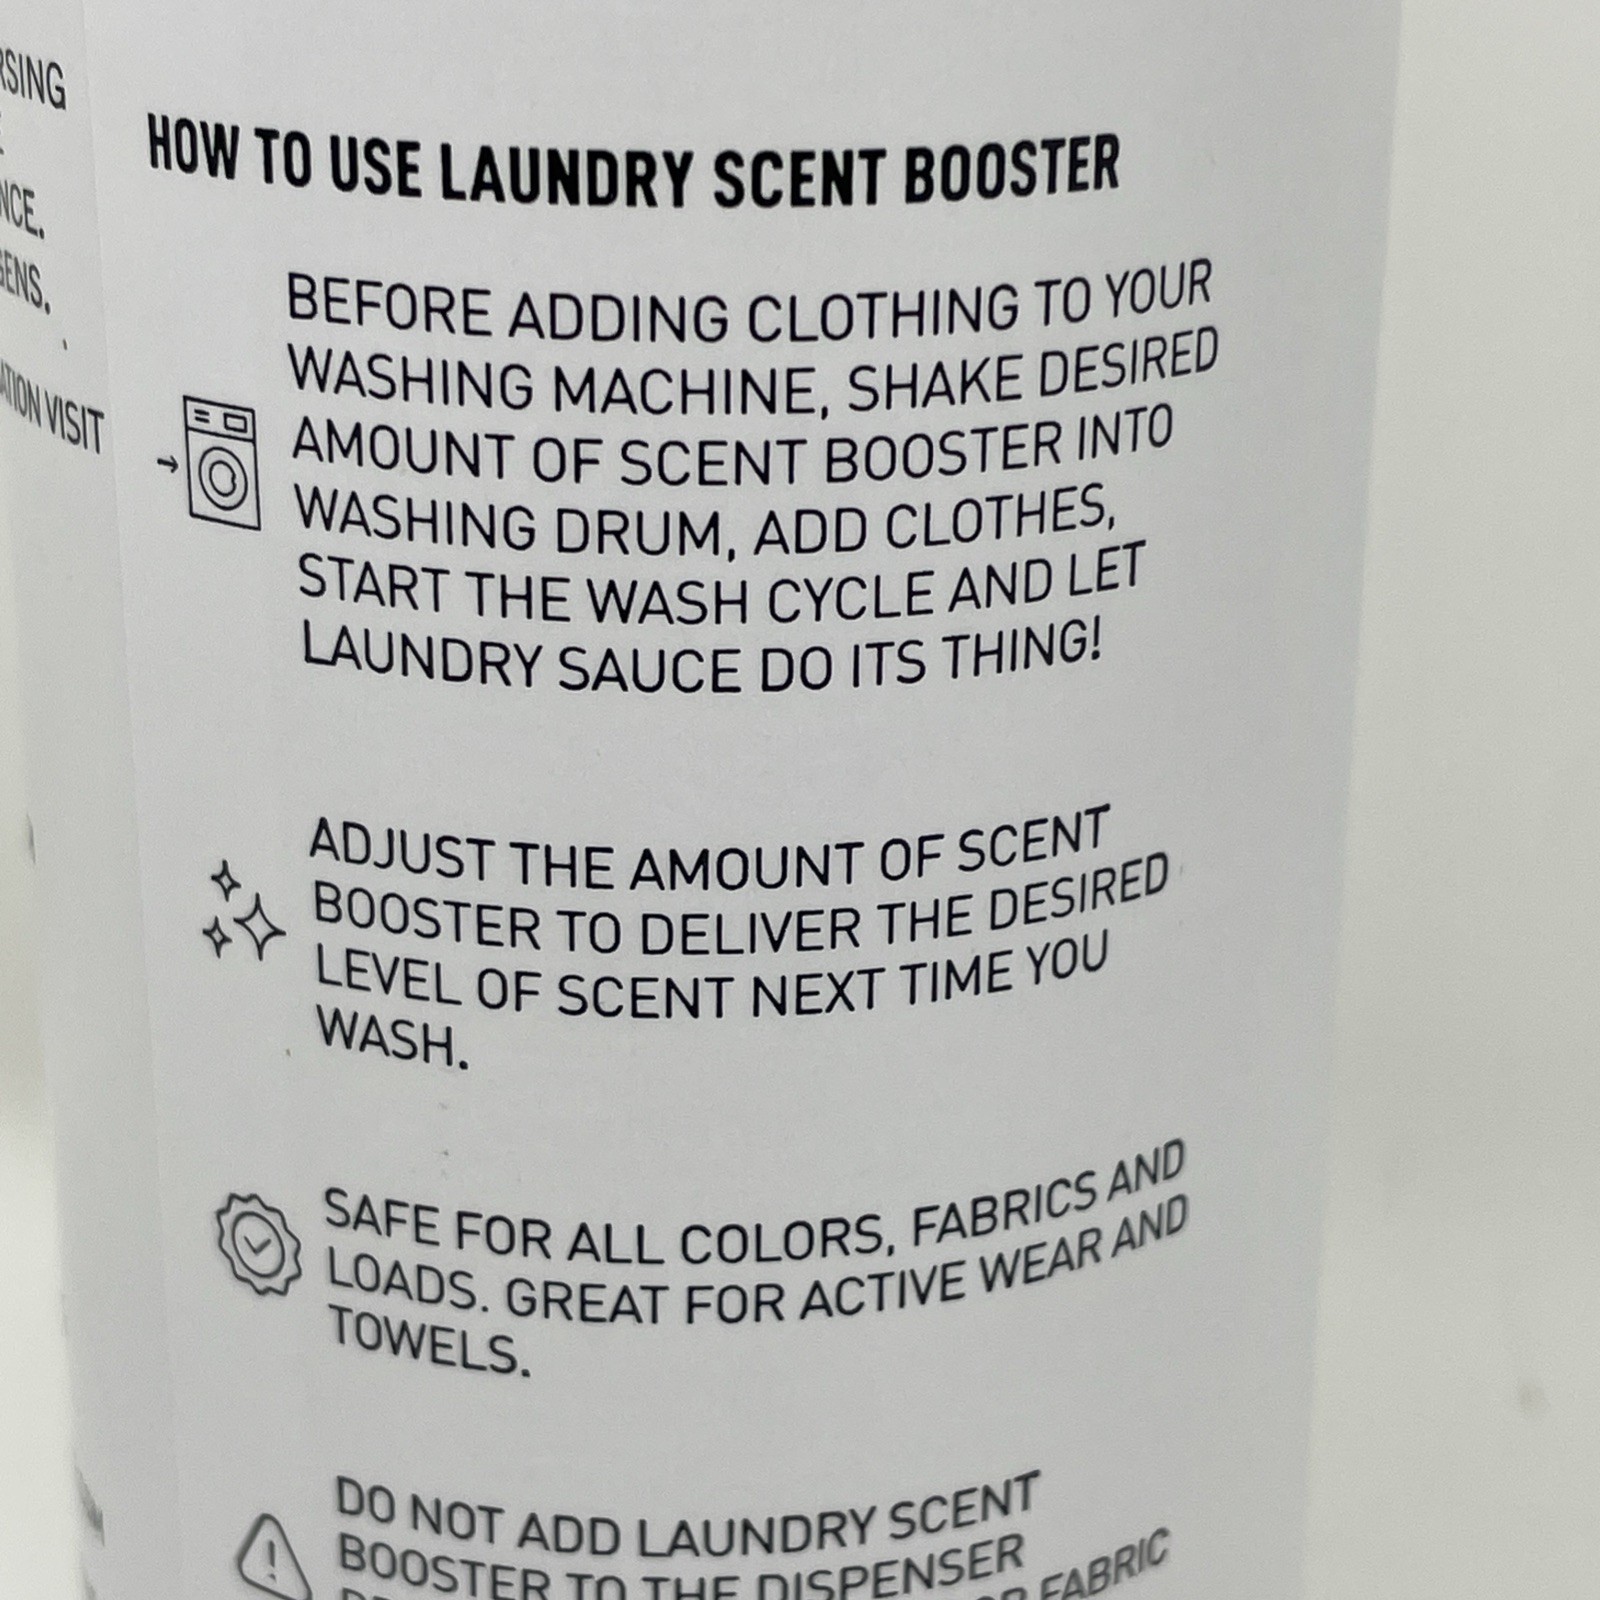 HOW TO USE LAUNDRY SCENT BOOSTER
BEFORE ADDING CLOTHING TO YOUR
WASHING MACHINE, SHAKE DESIRED
AMOUNT OF SCENT BOOSTER INTO
WASHING DRUM, ADD CLOTHES,
START THE WASH CYCLE AND LET
LAUNDRY SAUCE DO ITS THING!
ADJUST THE AMOUNT OF SCENT
BOOSTER TO DELIVER THE DESIRED
LEVEL OF SCENT NEXT TIME YOU
WASH.
SAFE FOR ALL COLORS, FABRICS AND
LOADS. GREAT FOR ACTIVE WEAR AND
TOWELS.
DO NOT ADD LAUNDRY SCENT
BOOSTER TO THE DISPENSER
FABRIC
VISIT